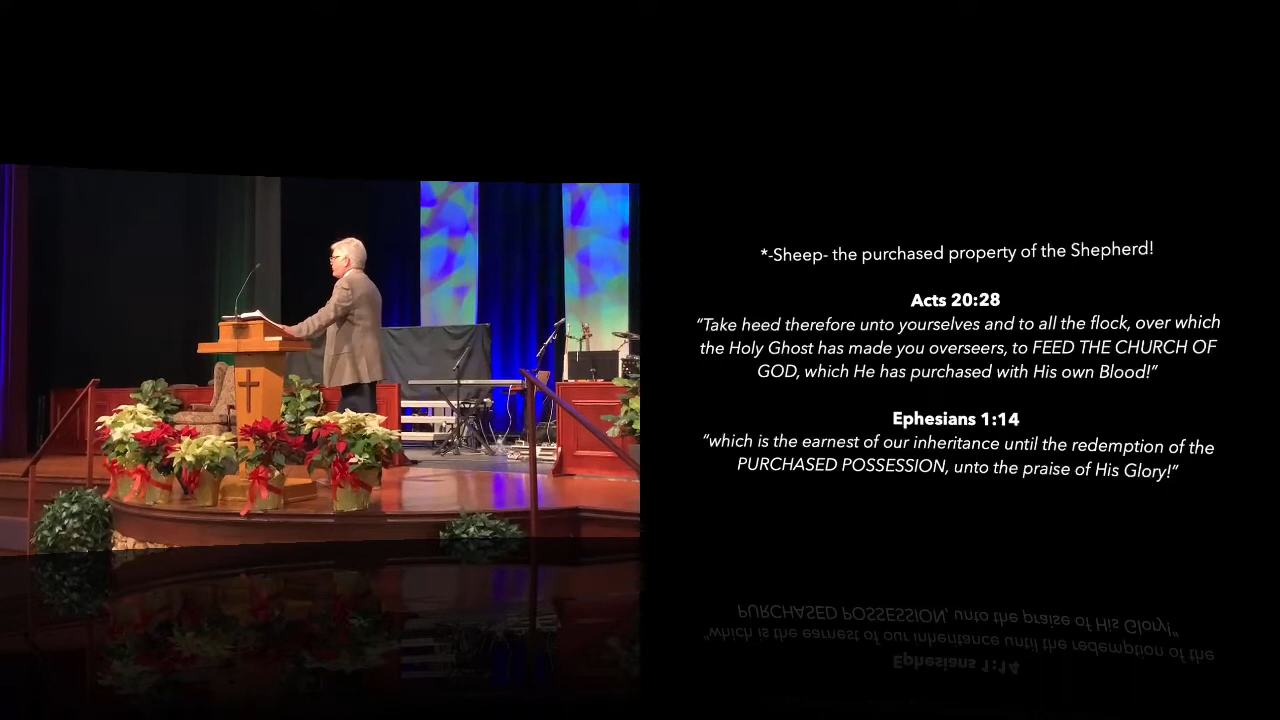 *-Sheep- the purchased property of the Shepherd!
Acts 20:28
“Take heed therefore unto yourselves and to all the flock, over which
the Holy Ghost has made you overseers, to FEED THE CHURCH OF
GOD, which He has purchased with His own Blood!”
Ephesians 1:14
“which is the earnest of our inheritance until the redemption of the
PURCHASED POSSESSION, unto the praise of His Glory!”